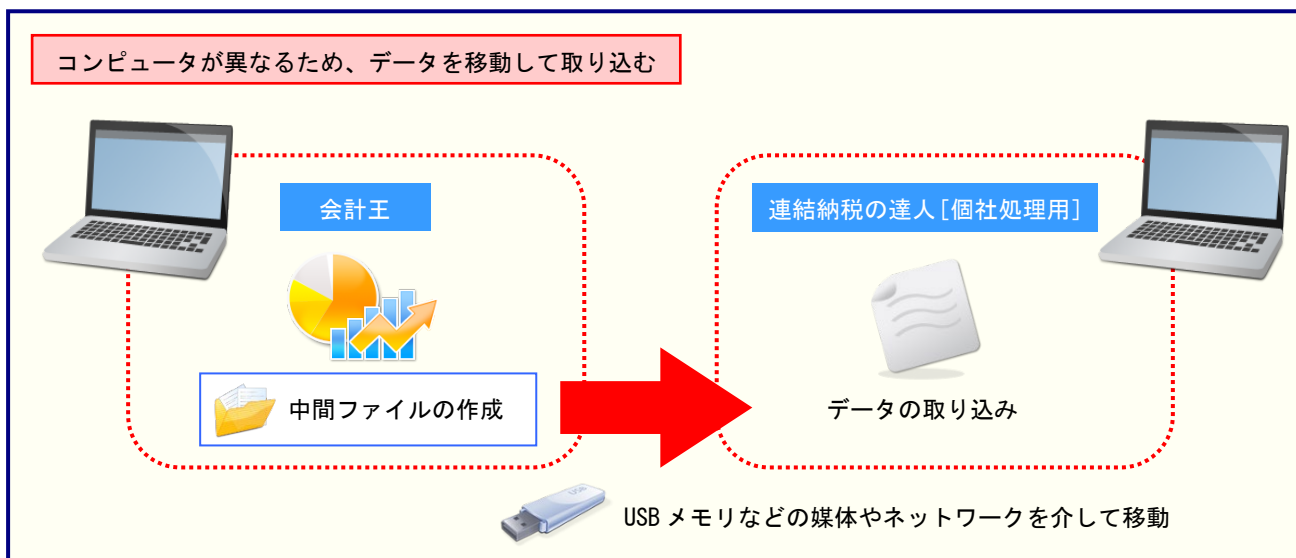 コンピュータが異なるため、データを移動して取り込む
会計王
連結納税の達人[個社処理用]
中間ファイルの作成
データの取り込み
USB
USB メモリなどの媒体やネットワークを介して移動